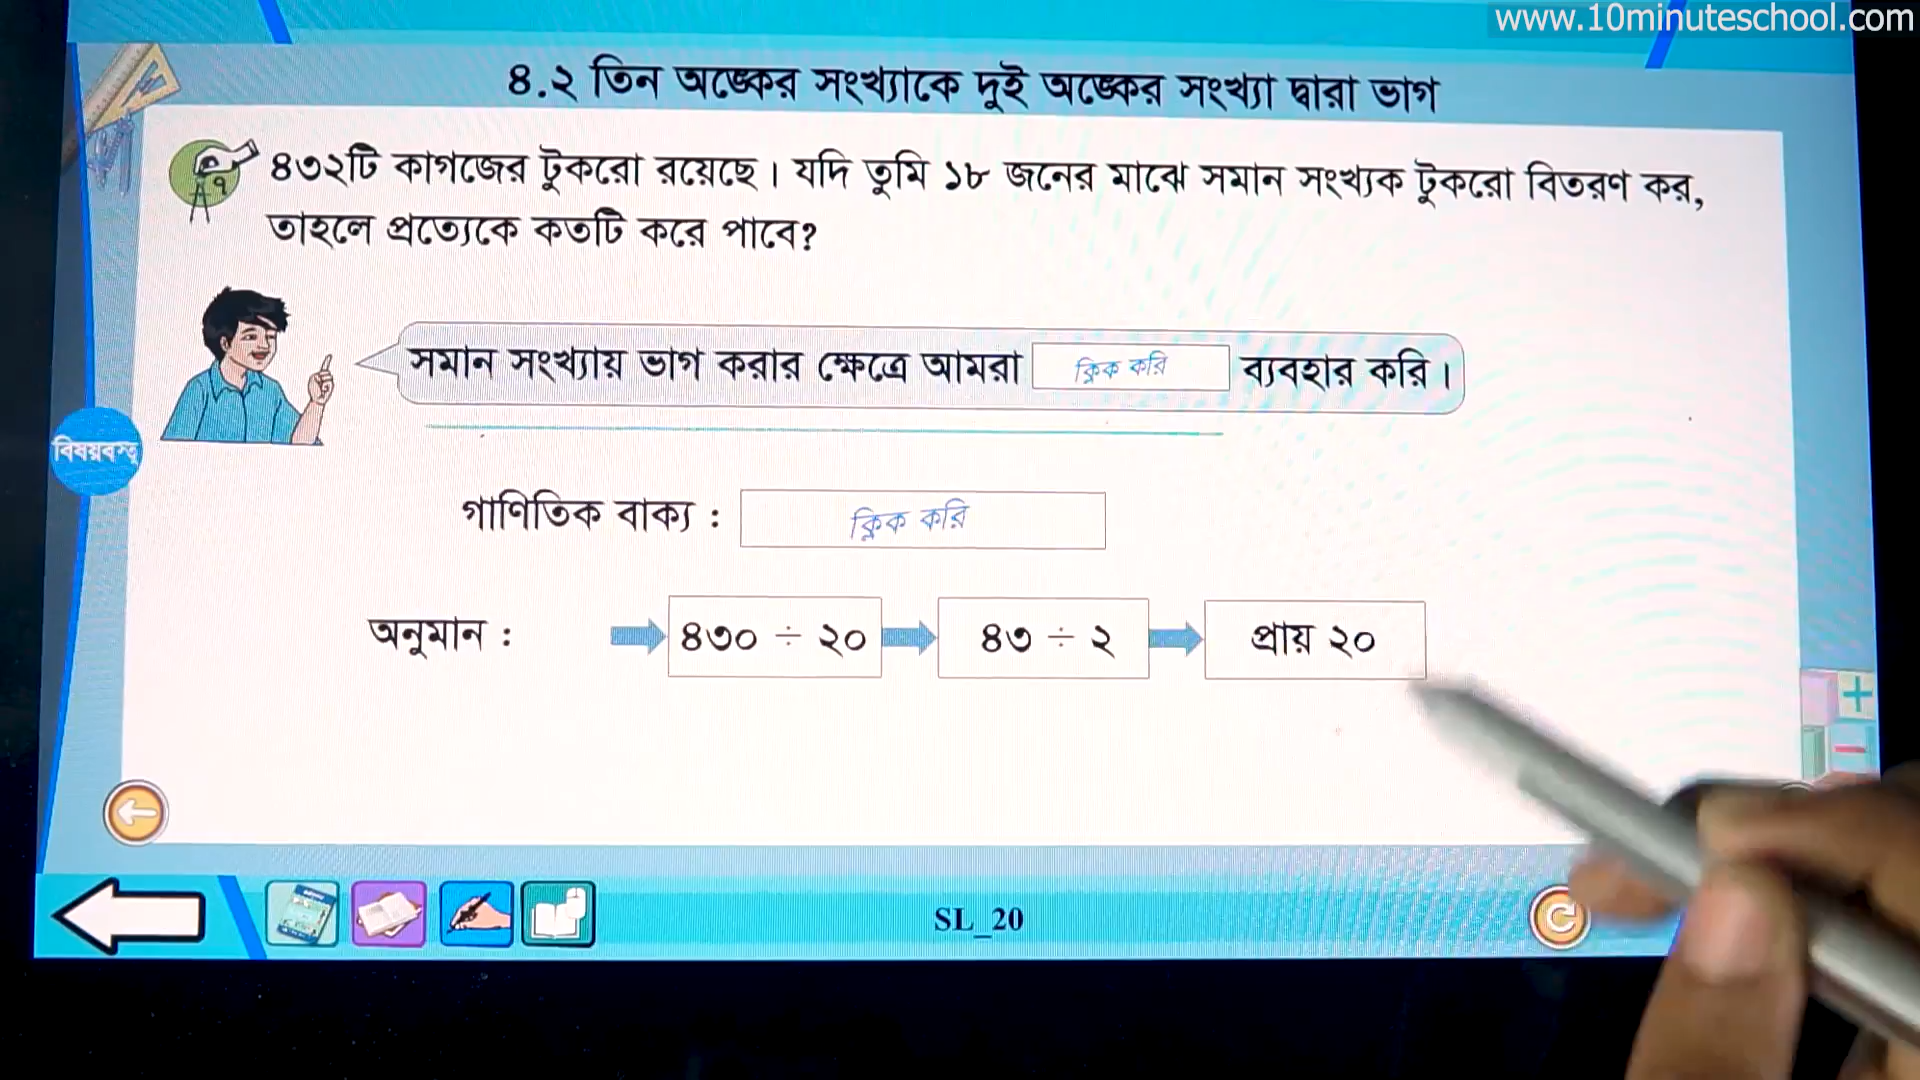 www.10minuteschool.com
৪.২ তিন অঙ্কের সংখ্যাকে দুই অঙ্কের সংখ্যা দ্বারা ভাগ
৭
৪৩২টি কাগজের টুকরো রয়েছে। যদি তুমি ১৮ জনের মাঝে সমান সংখ্যক টুকরো বিতরণ কর,
তাহলে প্রত্যেকে কতটি করে পাবে?
সমান সংখ্যায় ভাগ করার ক্ষেত্রে আমরা ক্লিক করি ব্যবহার করি।
বিষয়বস্তু
গাণিতিক বাক্য : ক্লিক করি
অনুমান : ৪৩০ ÷ ২০ ৪৩ ÷ ২ প্রায় ২০
SL_20